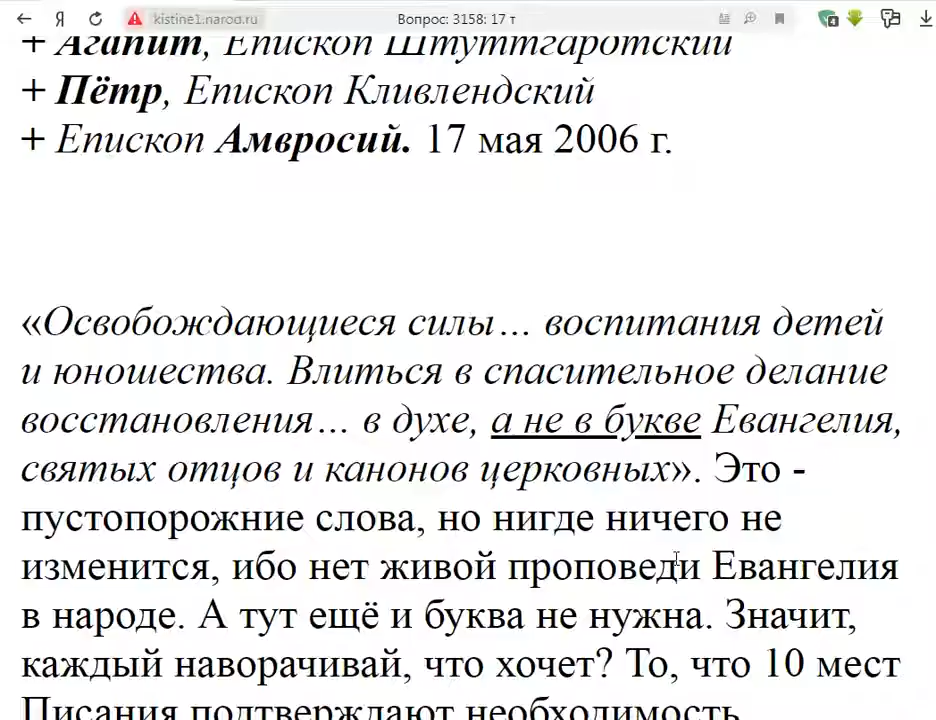 kistine1.narod.ru
Вопрос: 3158: 17 т
+ Агапит, Епископ Штуттгаротский
+ Пётр, Епископ Кливлендский
+ Епископ Амвросий. 17 мая 2006 г.
«Освобождающиеся силы… воспитания детей
и юношества. Влиться в спасительное делание
восстановления… в духе, а не в букве Евангелия,
святых отцов и канонов церковных». Это -
пустопорожние слова, но нигде ничего не
изменится, ибо нет живой проповеди Евангелия
в народе. А тут ещё и буква не нужна. Значит,
каждый наворачивай, что хочет? То, что 10 мест
Писания подтверждают необходимость